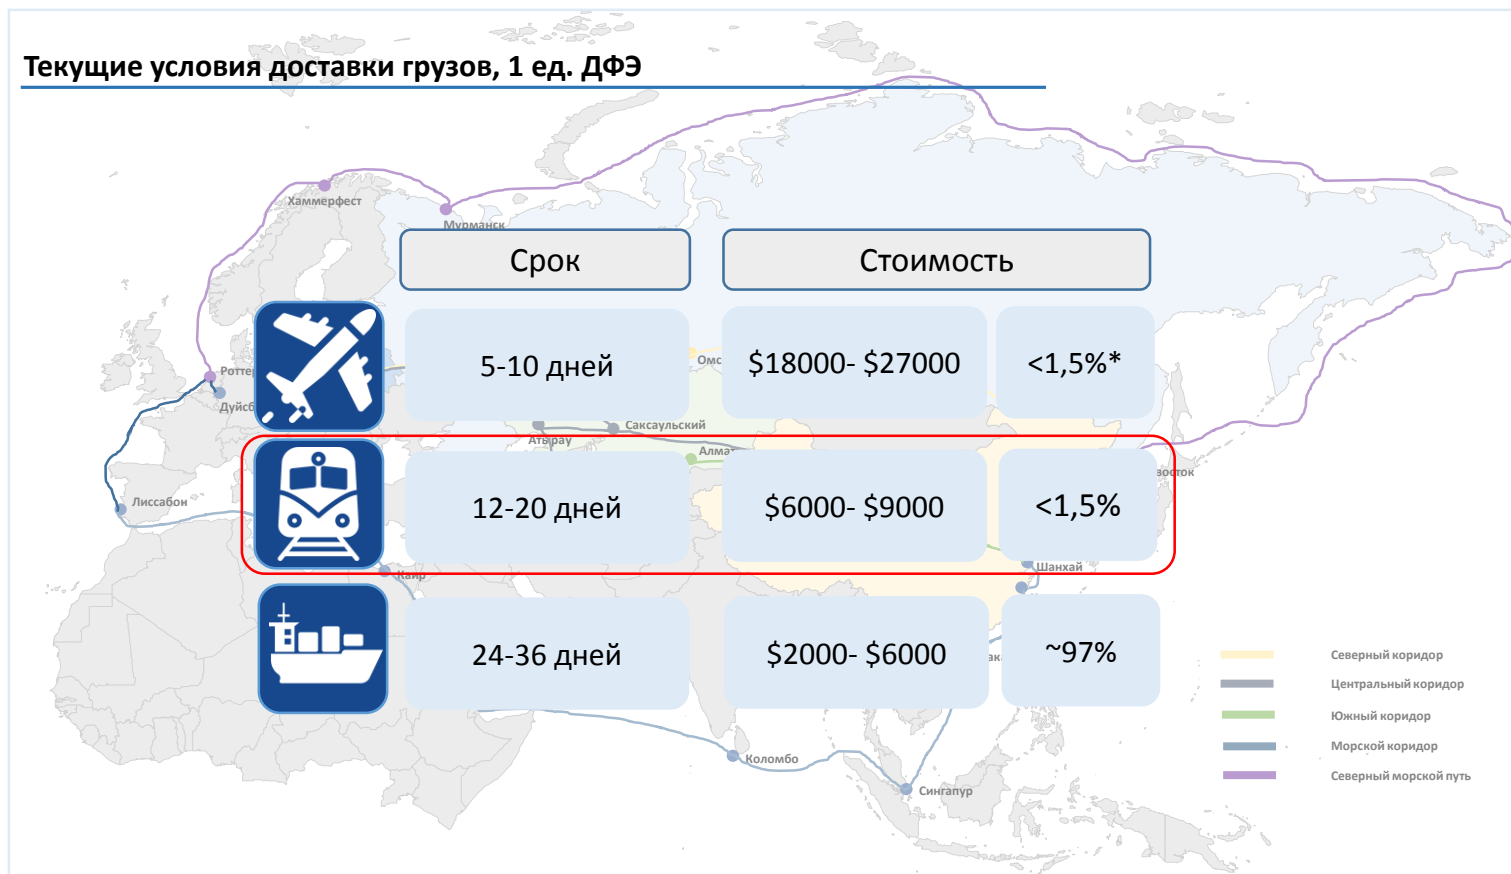 Текущие условия доставки грузов, 1 ед. ДФЭ
Хаммерфест
Мурманск
Срок
Стоимость
5-10 дней
$18000- $27000
<1,5%*
Саксаульский
Атырау
12-20 дней
$6000- $9000
<1,5%
Лиссабон
Каир
Шанхай
24-36 дней
$2000- $6000
~97%
Коломбо
Сингапур
Северный коридор
Центральный коридор
Южный коридор
Морской коридор
Северный морской путь